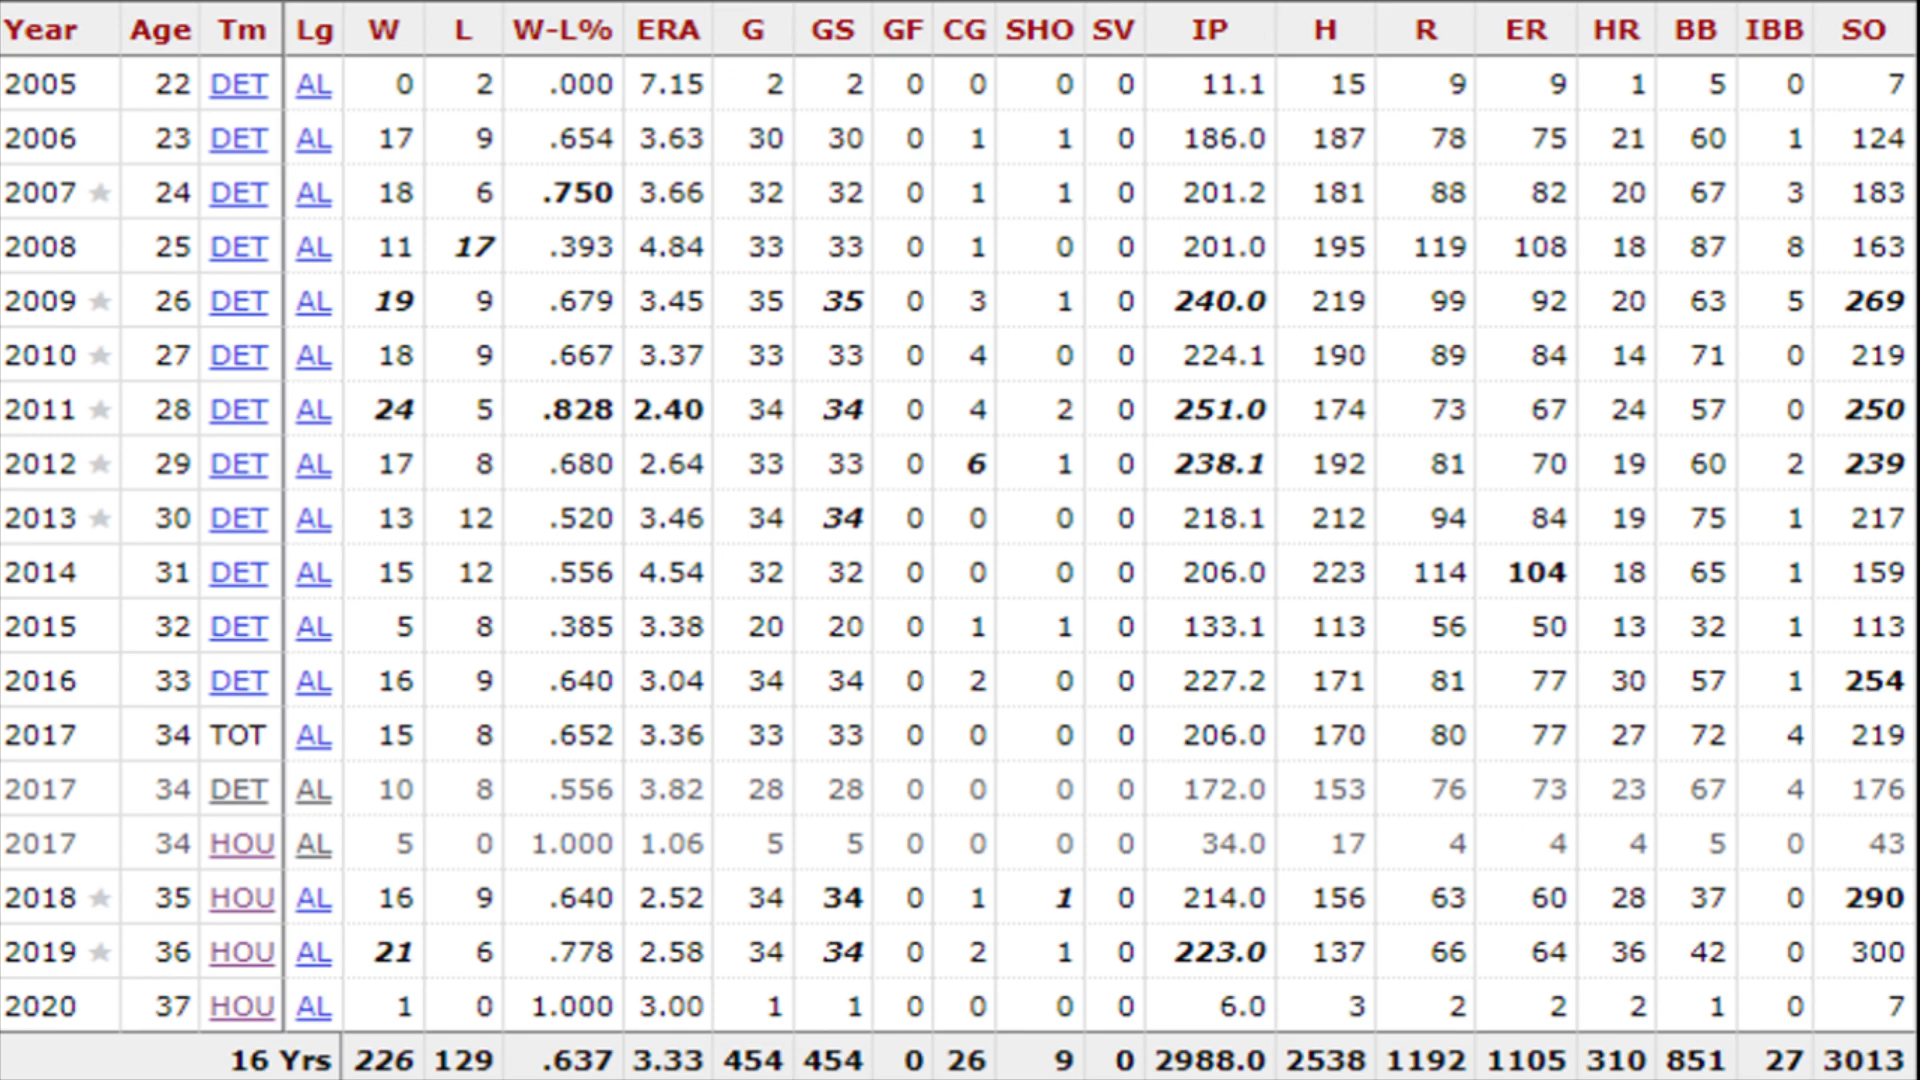 Year Age Tm Lg W L W-L% ERA G GS GF CG SHO SV IP H R ER HR BB IBB SO
2005 22 DET AL 0 2 .000 7.15 2 2 0 0 0 0 11.1 15 9 9 1 5 0 7
2006 23 DET AL 17 9 .654 3.63 30 30 0 1 1 0 186.0 187 78 75 21 60 1 124
2007 ★ 24 DET AL 18 6 .750 3.66 32 32 0 1 1 0 201.2 181 88 82 20 67 3 183
2008 25 DET AL 11 17 .393 4.84 33 33 0 1 0 0 201.0 195 119 108 18 87 8 163
2009 ★ 26 DET AL 19 9 .679 3.45 35 35 0 3 1 0 240.0 219 99 92 20 63 5 269
2010 ★ 27 DET AL 18 9 .667 3.37 33 33 0 4 0 0 224.1 190 89 84 14 71 0 219
2011 ★ 28 DET AL 24 5 .828 2.40 34 34 0 4 2 0 251.0 174 73 67 24 57 0 250
2012 ★ 29 DET AL 17 8 .680 2.64 33 33 0 6 1 0 238.1 192 81 70 19 60 2 239
2013 ★ 30 DET AL 13 12 .520 3.46 34 34 0 0 0 0 218.1 212 94 84 19 75 1 217
2014 31 DET AL 15 12 .556 4.54 32 32 0 0 0 0 206.0 223 114 104 18 65 1 159
2015 32 DET AL 5 8 .385 3.38 20 20 0 1 1 0 133.1 113 56 50 13 32 1 113
2016 33 DET AL 16 9 .640 3.04 34 34 0 2 0 0 227.2 171 81 77 30 57 1 254
2017 34 TOT AL 15 8 .652 3.36 33 33 0 0 0 0 206.0 170 80 77 27 72 4 219
2017 34 DET AL 10 8 .556 3.82 28 28 0 0 0 0 172.0 153 76 73 23 67 4 176
2017 34 HOU AL 5 0 1.000 1.06 5 5 0 0 0 0 34.0 17 4 4 4 5 0 43
2018 ★ 35 HOU AL 16 9 .640 2.52 34 34 0 1 1 0 214.0 156 63 60 28 37 0 290
2019 ★ 36 HOU AL 21 6 .778 2.58 34 34 0 2 1 0 223.0 137 66 64 36 42 0 300
2020 37 HOU AL 1 0 1.000 3.00 1 1 0 0 0 0 6.0 3 2 2 2 1 0 7
16 Yrs 226 129 .637 3.33 454 454 0 26 9 0 2988.0 2538 1192 1105 310 851 27 3013